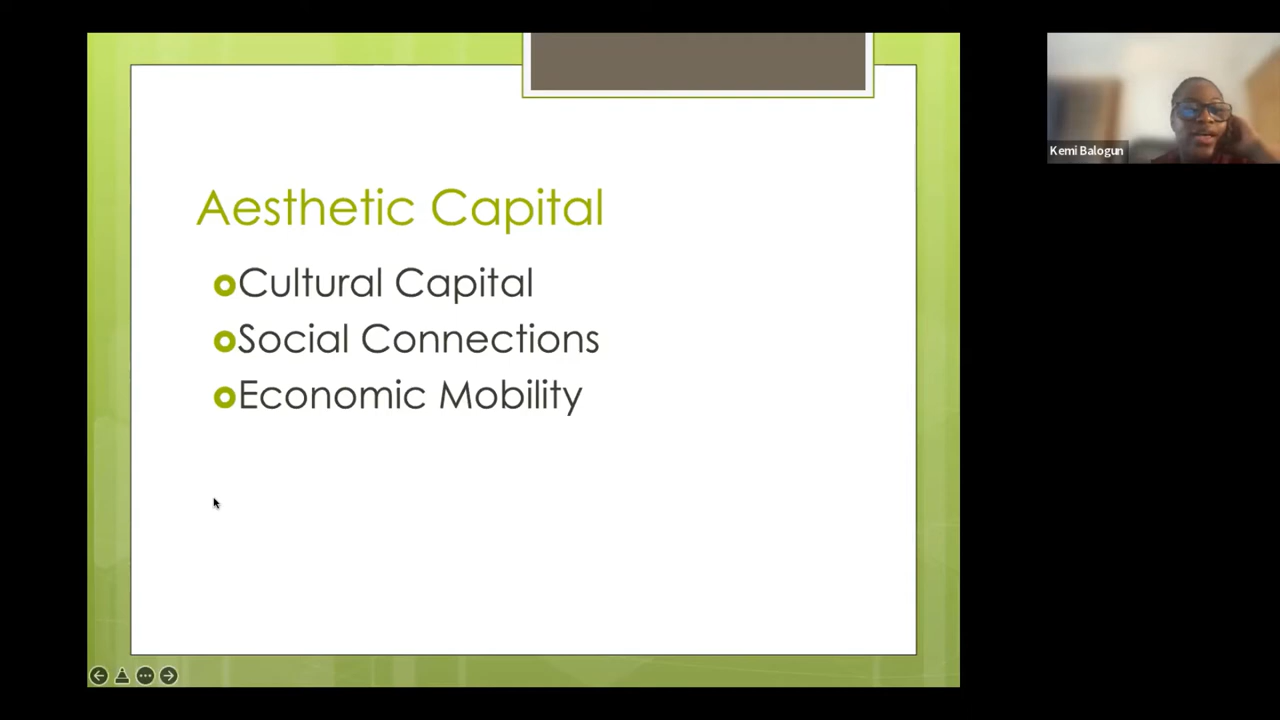 Aesthetic Capital
Cultural Capital
Social Connections
Economic Mobility
Kemi Balogun